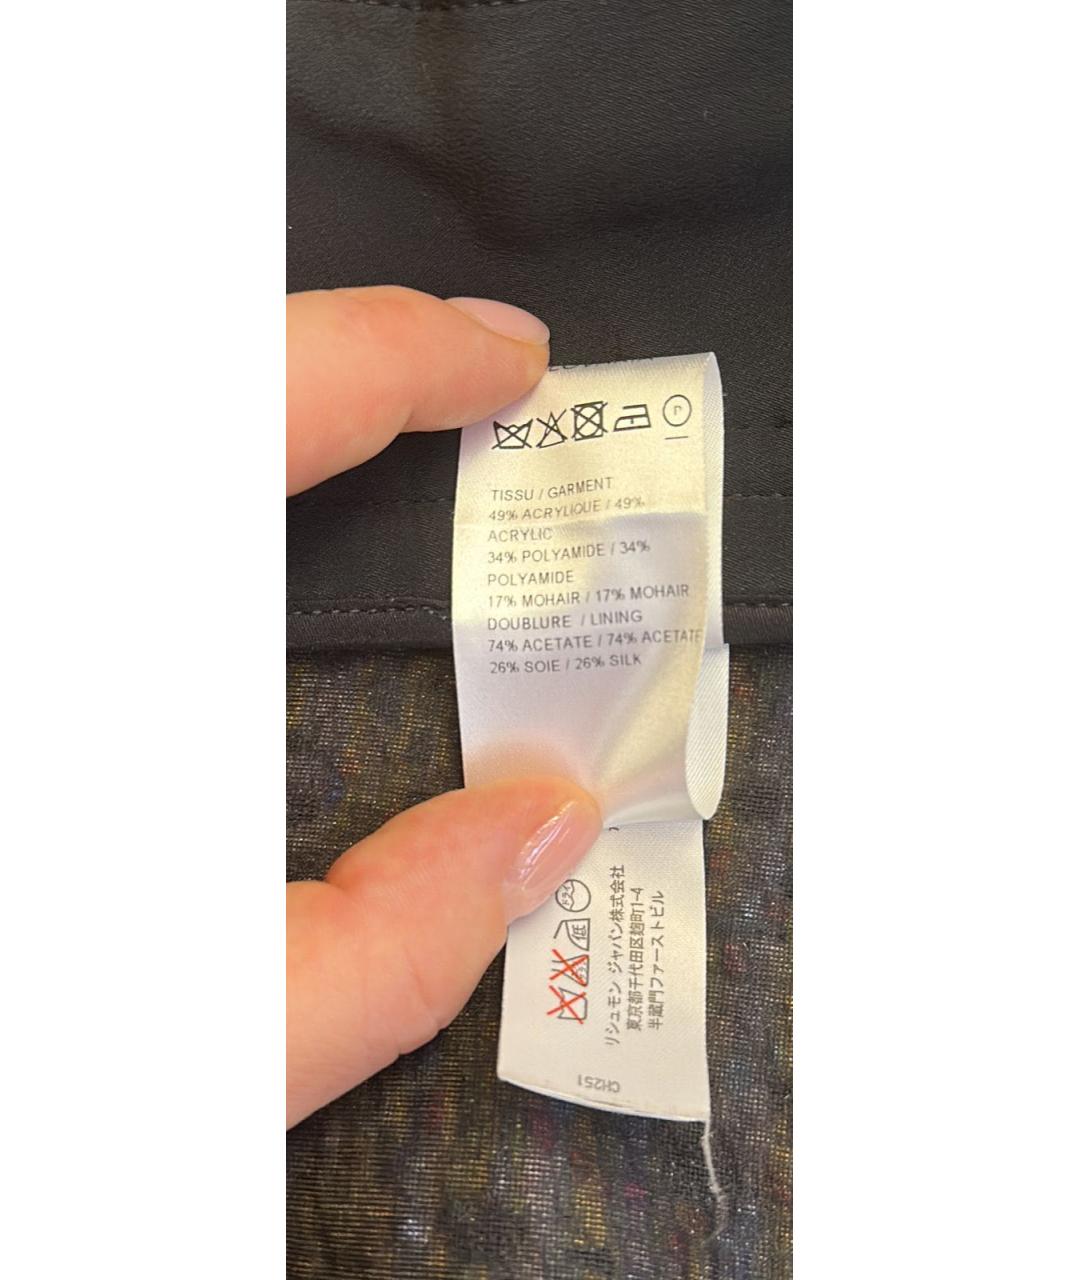 TISSU / GARMENT
49% ACRYLIQUE / 49%
ACRYLIC
34% POLYAMIDE / 34%
POLYAMIDE
17% MOHAIR / 17% MOHAIR
DOUBLURE / LINING
74% ACETATE / 74% ACETATE
26% SOIE / 26% SILK
低
ドライ
リシュモン ジャパン株式会社
東京都千代田区麹町1-4
半蔵門ファーストビル
CH251